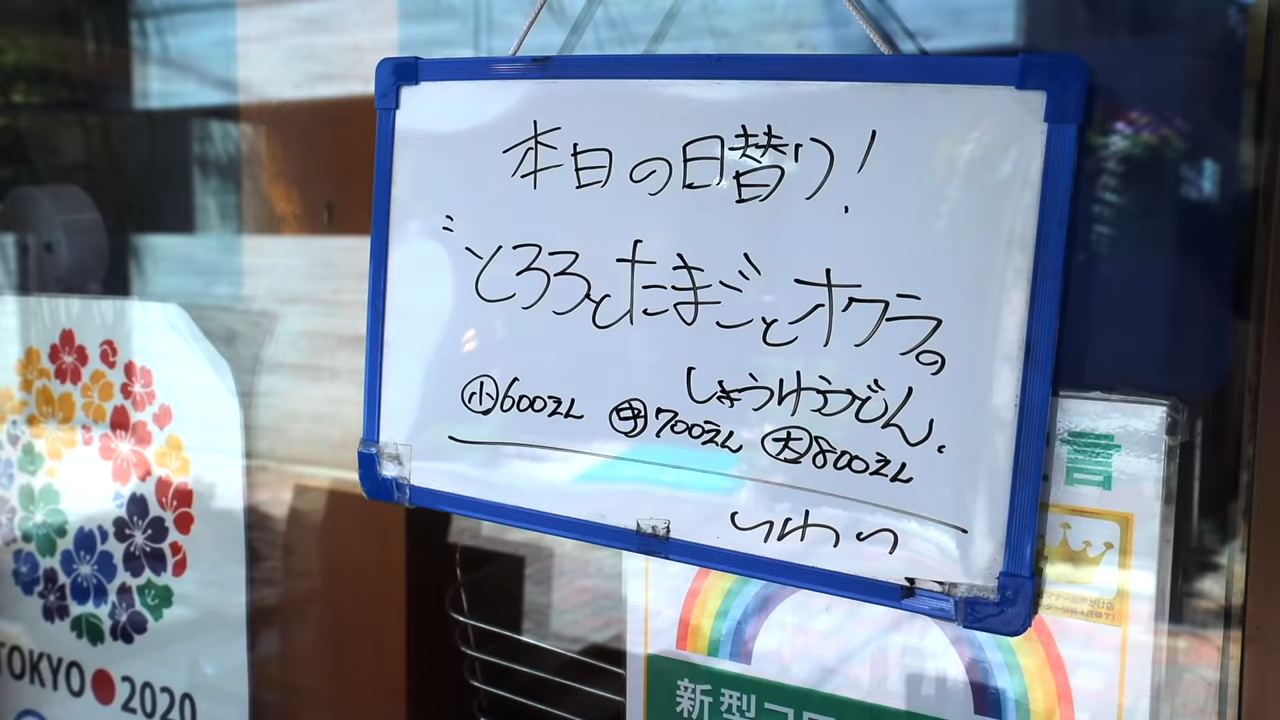 本日の日替り!
"とろろとたまごとオクラの
しょうゆうどん.
小600えん 中700えん 大800えん
TOKYO 2020
新型コロ